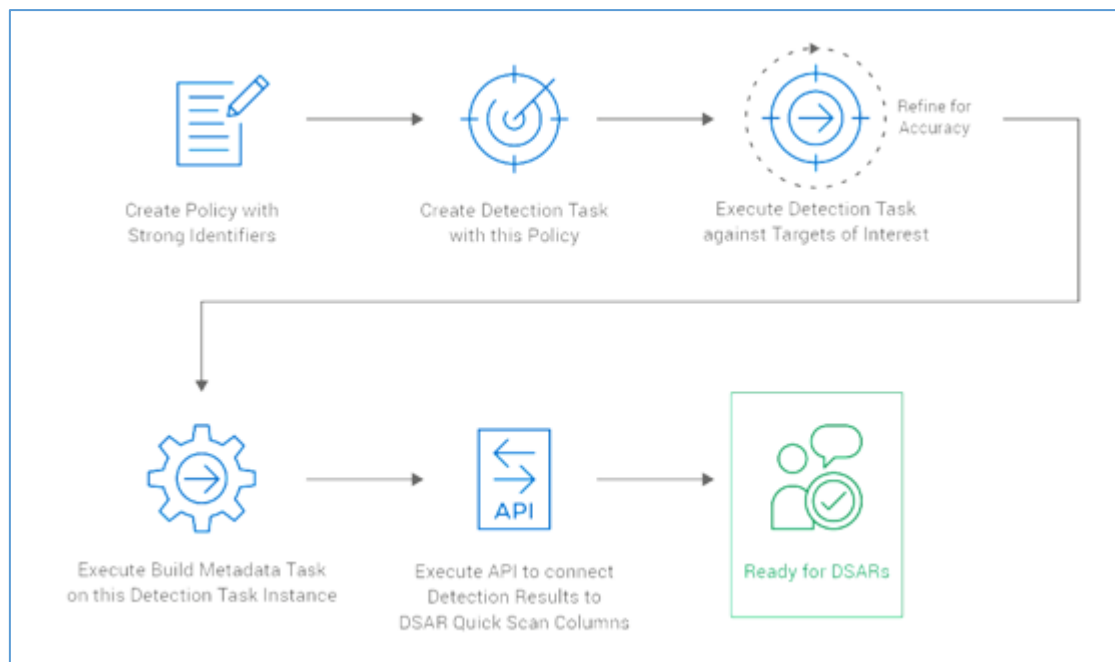 Create Policy with
Strong Identifiers
Create Detection Task
with this Policy
Execute Detection Task
against Targets of Interest
Refine for
Accuracy
Execute Build Metadata Task
on this Detection Task Instance
API
Execute API to connect
Detection Results to
DSAR Quick Scan Columns
Ready for DSARs